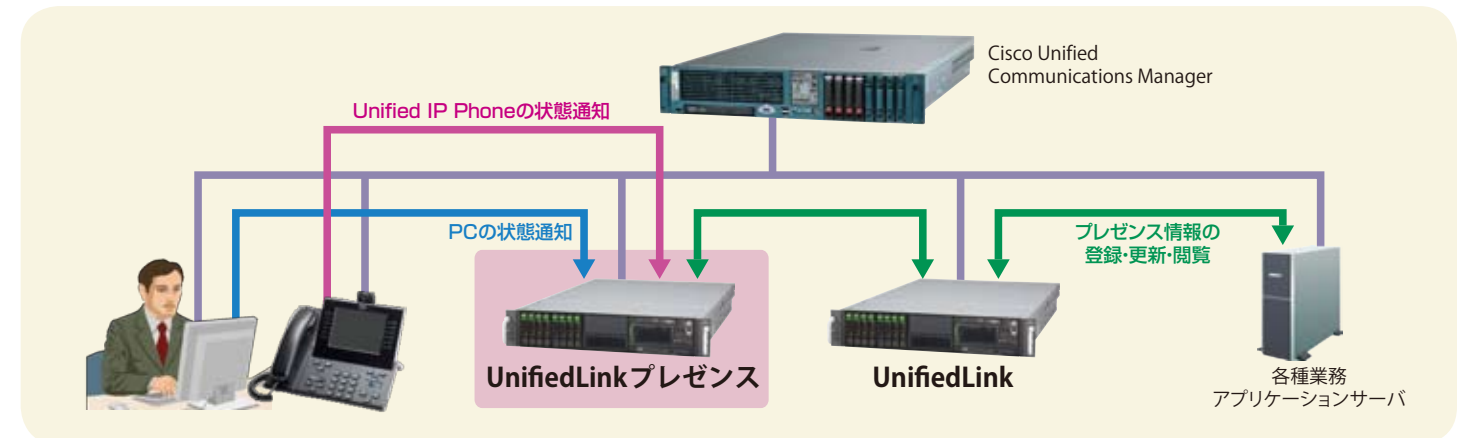 Cisco Unified
Communications Manager
Unified IP Phoneの状態通知
PCの状態通知
プレゼンス情報の
登録・更新・閲覧
UnifiedLinkプレゼンス
UnifiedLink
各種業務
アプリケーションサーバ